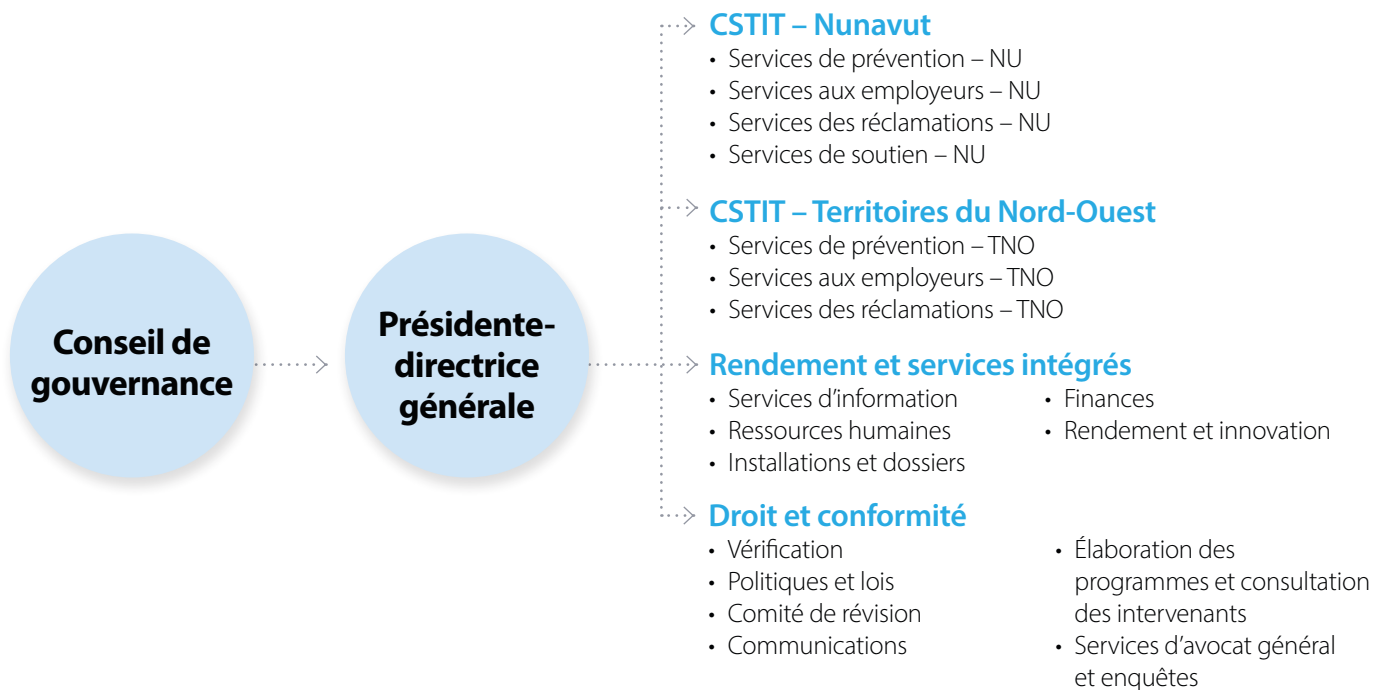 Conseil de
gouvernance
Présidente-
directrice
générale
CSTIT – Nunavut
• Services de prévention – NU
• Services aux employeurs – NU
• Services des réclamations – NU
• Services de soutien – NU
CSTIT – Territoires du Nord-Ouest
• Services de prévention – TNO
• Services aux employeurs – TNO
• Services des réclamations – TNO
Rendement et services intégrés
• Services d’information
• Ressources humaines
• Installations et dossiers
• Finances
• Rendement et innovation
Droit et conformité
• Vérification
• Politiques et lois
• Comité de révision
• Communications
• Élaboration des
programmes et consultation
des intervenants
• Services d’avocat général
et enquêtes